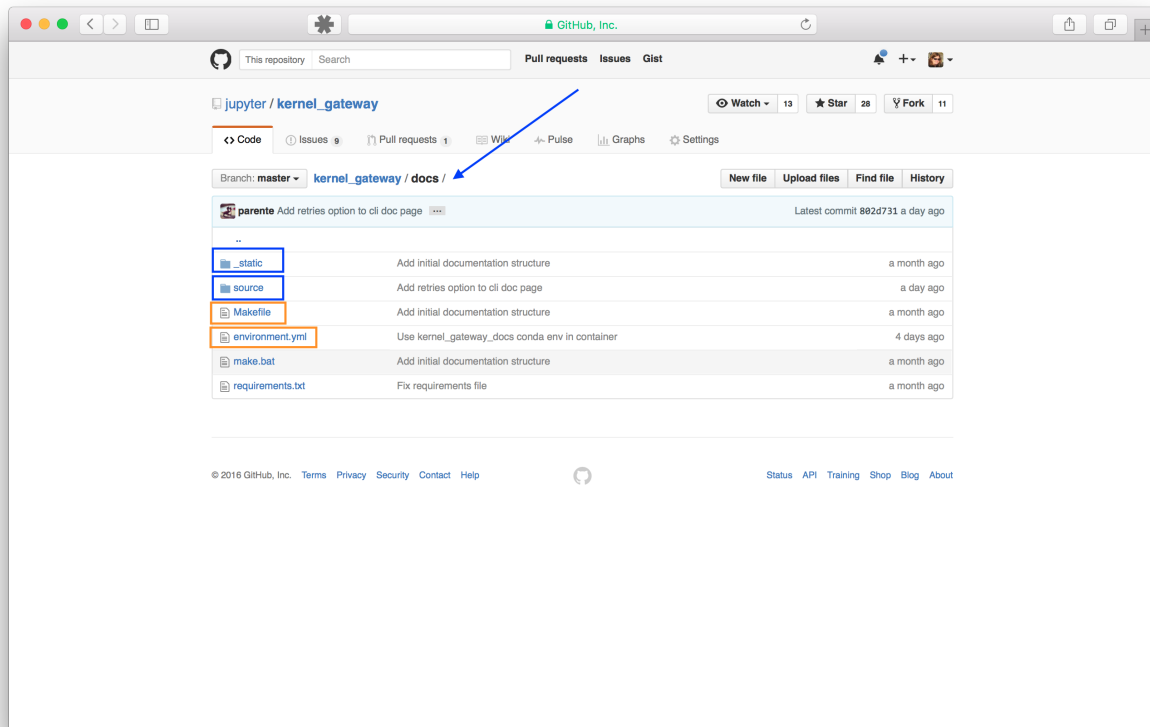 GitHub, Inc.
This repository Search Pull requests Issues Gist
jupyter / kernel_gateway Watch 13 Star 28 Fork 11
Code Issues 9 Pull requests 1 Wiki Pulse Graphs Settings
Branch: master kernel_gateway / docs / New file Upload files Find file History
parente Add retries option to cli doc page ... Latest commit 802d731 a day ago
..
_static Add initial documentation structure a month ago
source Add retries option to cli doc page a day ago
Makefile Add initial documentation structure a month ago
environment.yml Use kernel_gateway_docs conda env in container 4 days ago
make.bat Add initial documentation structure a month ago
requirements.txt Fix requirements file a month ago
© 2016 GitHub, Inc. Terms Privacy Security Contact Help Status API Training Shop Blog About